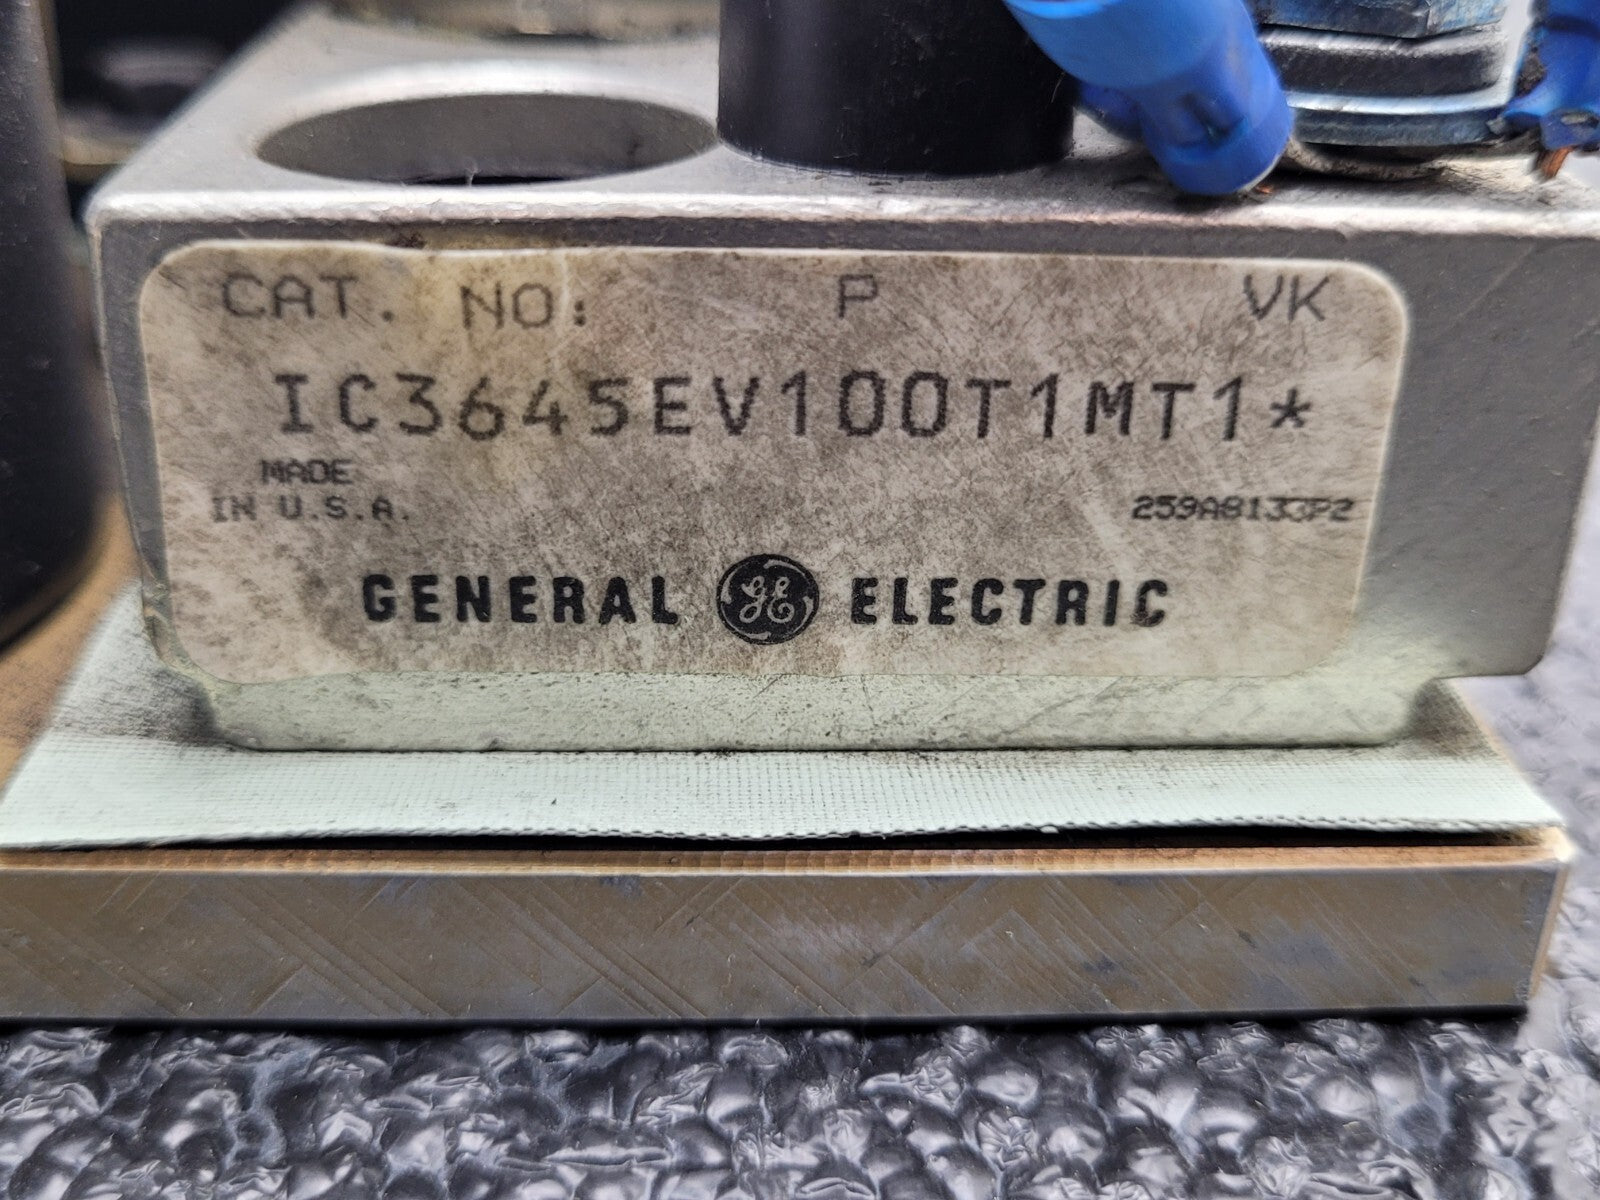 CAT. NO: P VK
IC3645EV100T1MT1*
MADE
IN U.S.A.
259A8133P2
GENERAL GE ELECTRIC